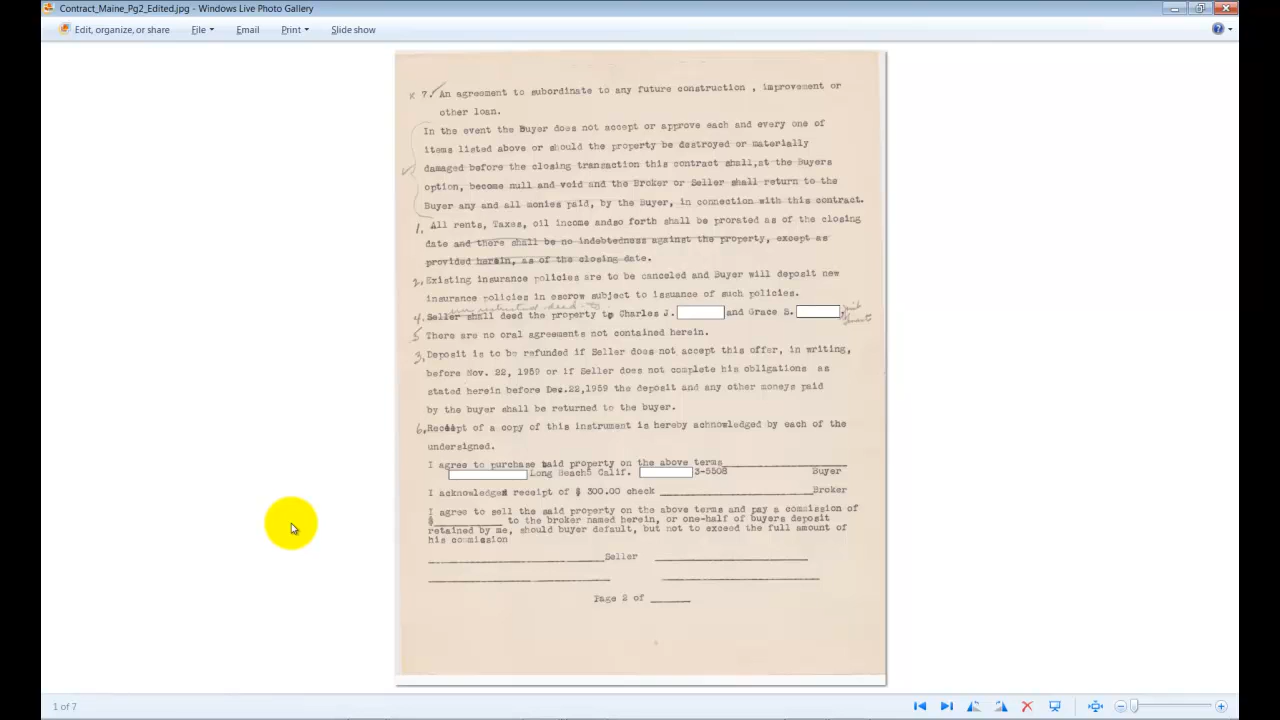 Contract_Maine_Pg2_Edited.jpg - Windows Live Photo Gallery
Edit, organize, or share File Email Print Slide show
x 7. An agreement to subordinate to any future construction , improvement or
other loan.
In the event the Buyer does not accept or approve each and every one of
items listed above or should the property be destroyed or materially
damaged before the closing transaction this contract shall,at the Buyers
option, become null and void and the Broker or Seller shall return to the
Buyer any and all monies paid, by the Buyer, in connection with this contract.
1. All rents, Taxes, oil income andso forth shall be prorated as of the closing
date and there shall be no indebtedness against the property, except as
provided herein, as of the closing date.
2. Existing insurance policies are to be canceled and Buyer will deposit new
insurance policies in escrow subject to issuance of such policies.
4. Seller shall deed the property to Charles J. and Grace S.
5 There are no oral agreements not contained herein.
3. Deposit is to be refunded if Seller does not accept this offer, in writing,
before Nov. 22, 1959 or if Seller does not complete his obligations as
stated herein before Dec.22,1959 the deposit and any other moneys paid
by the buyer shall be returned to the buyer.
6. Receipt of a copy of this instrument is hereby acknowledged by each of the
undersigned.
I agree to purchase said property on the above terms
Long Beach Calif. 3-5508 Buyer
I acknowledge receipt of $ 300.00 check Broker
I agree to sell the said property on the above terms and pay a commission of
$ to the broker named herein, or one-half of buyers deposit
retained by me, should buyer default, but not to exceed the full amount of
his commission
Seller
Page 2 of
1 of 7